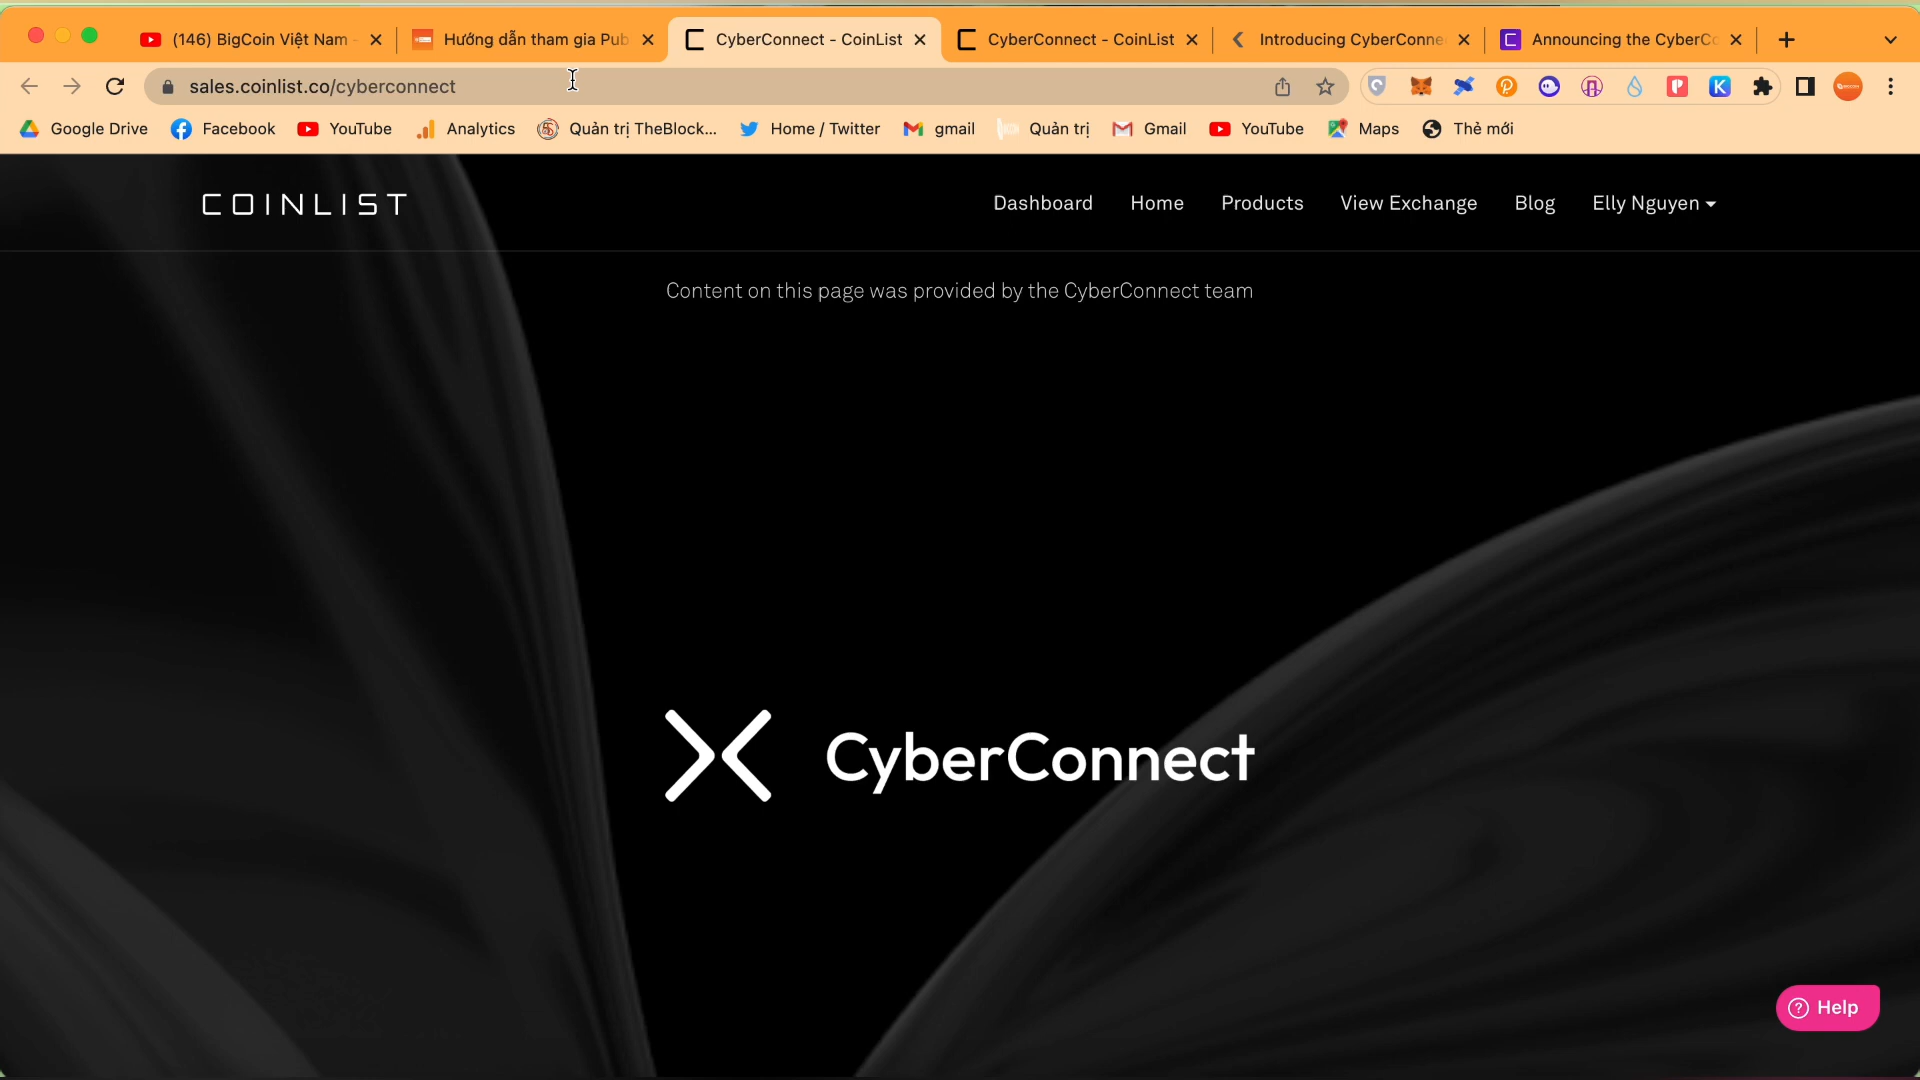 (146) BigCoin Việt Nam -
Hướng dẫn tham gia Pub
CyberConnect - CoinList
CyberConnect - CoinList
Introducing CyberConne
Announcing the CyberCo
sales.coinlist.co/cyberconnect
Google Drive
Facebook
YouTube
Analytics
Quản trị TheBlock...
Home / Twitter
gmail
Quản trị
Gmail
YouTube
Maps
Thẻ mới
COINLIST
Dashboard
Home
Products
View Exchange
Blog
Elly Nguyen
Content on this page was provided by the CyberConnect team
CyberConnect
Help